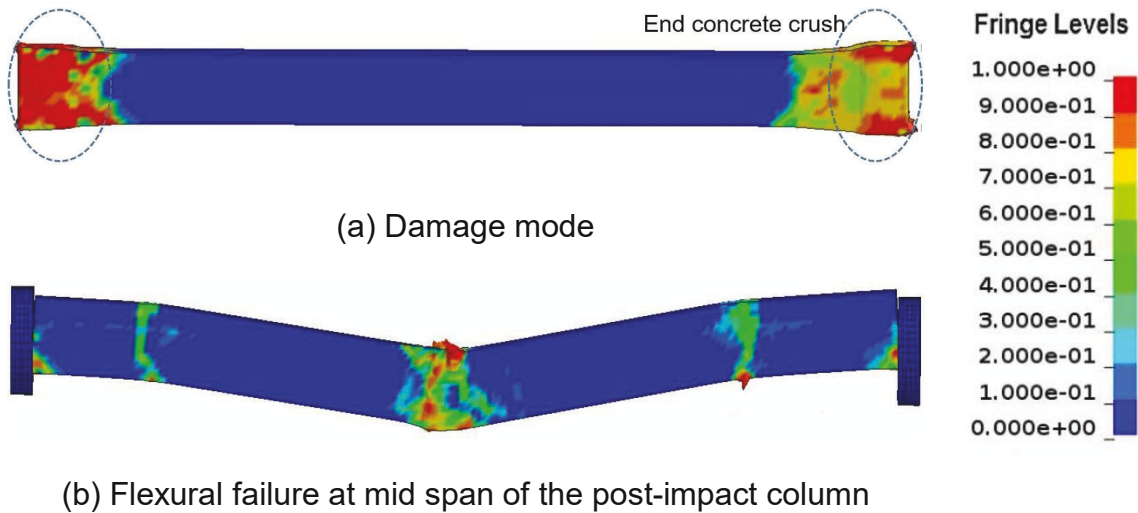 End concrete crush
Fringe Levels
1.000e+00
9.000e-01
8.000e-01
7.000e-01
6.000e-01
5.000e-01
4.000e-01
3.000e-01
2.000e-01
1.000e-01
0.000e+00
(a) Damage mode
(b) Flexural failure at mid span of the post-impact column